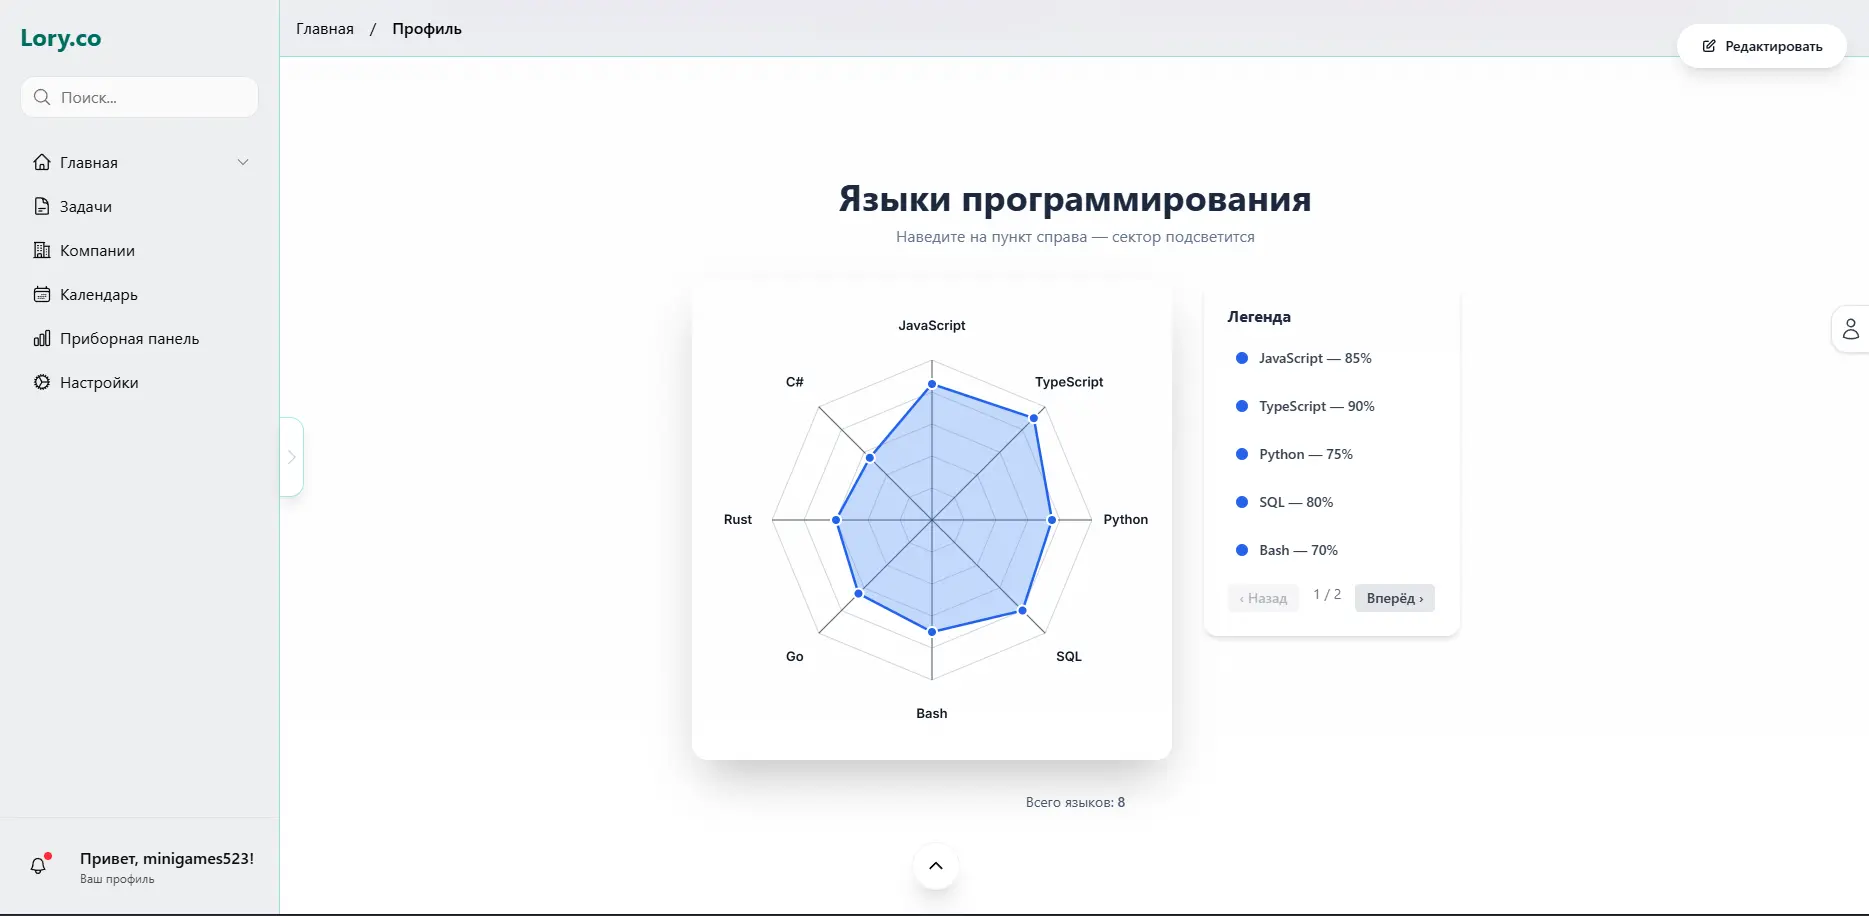 Lory.co
Поиск...
Главная
Задачи
Компании
Календарь
Приборная панель
Настройки
Привет, minigames523!
Ваш профиль
Главная / Профиль
Редактировать
Языки программирования
Наведите на пункт справа — сектор подсветится
JavaScript
TypeScript
Python
SQL
Bash
Go
Rust
C#
Легенда
JavaScript — 85%
TypeScript — 90%
Python — 75%
SQL — 80%
Bash — 70%
‹ Назад 1 / 2 Вперёд ›
Всего языков: 8